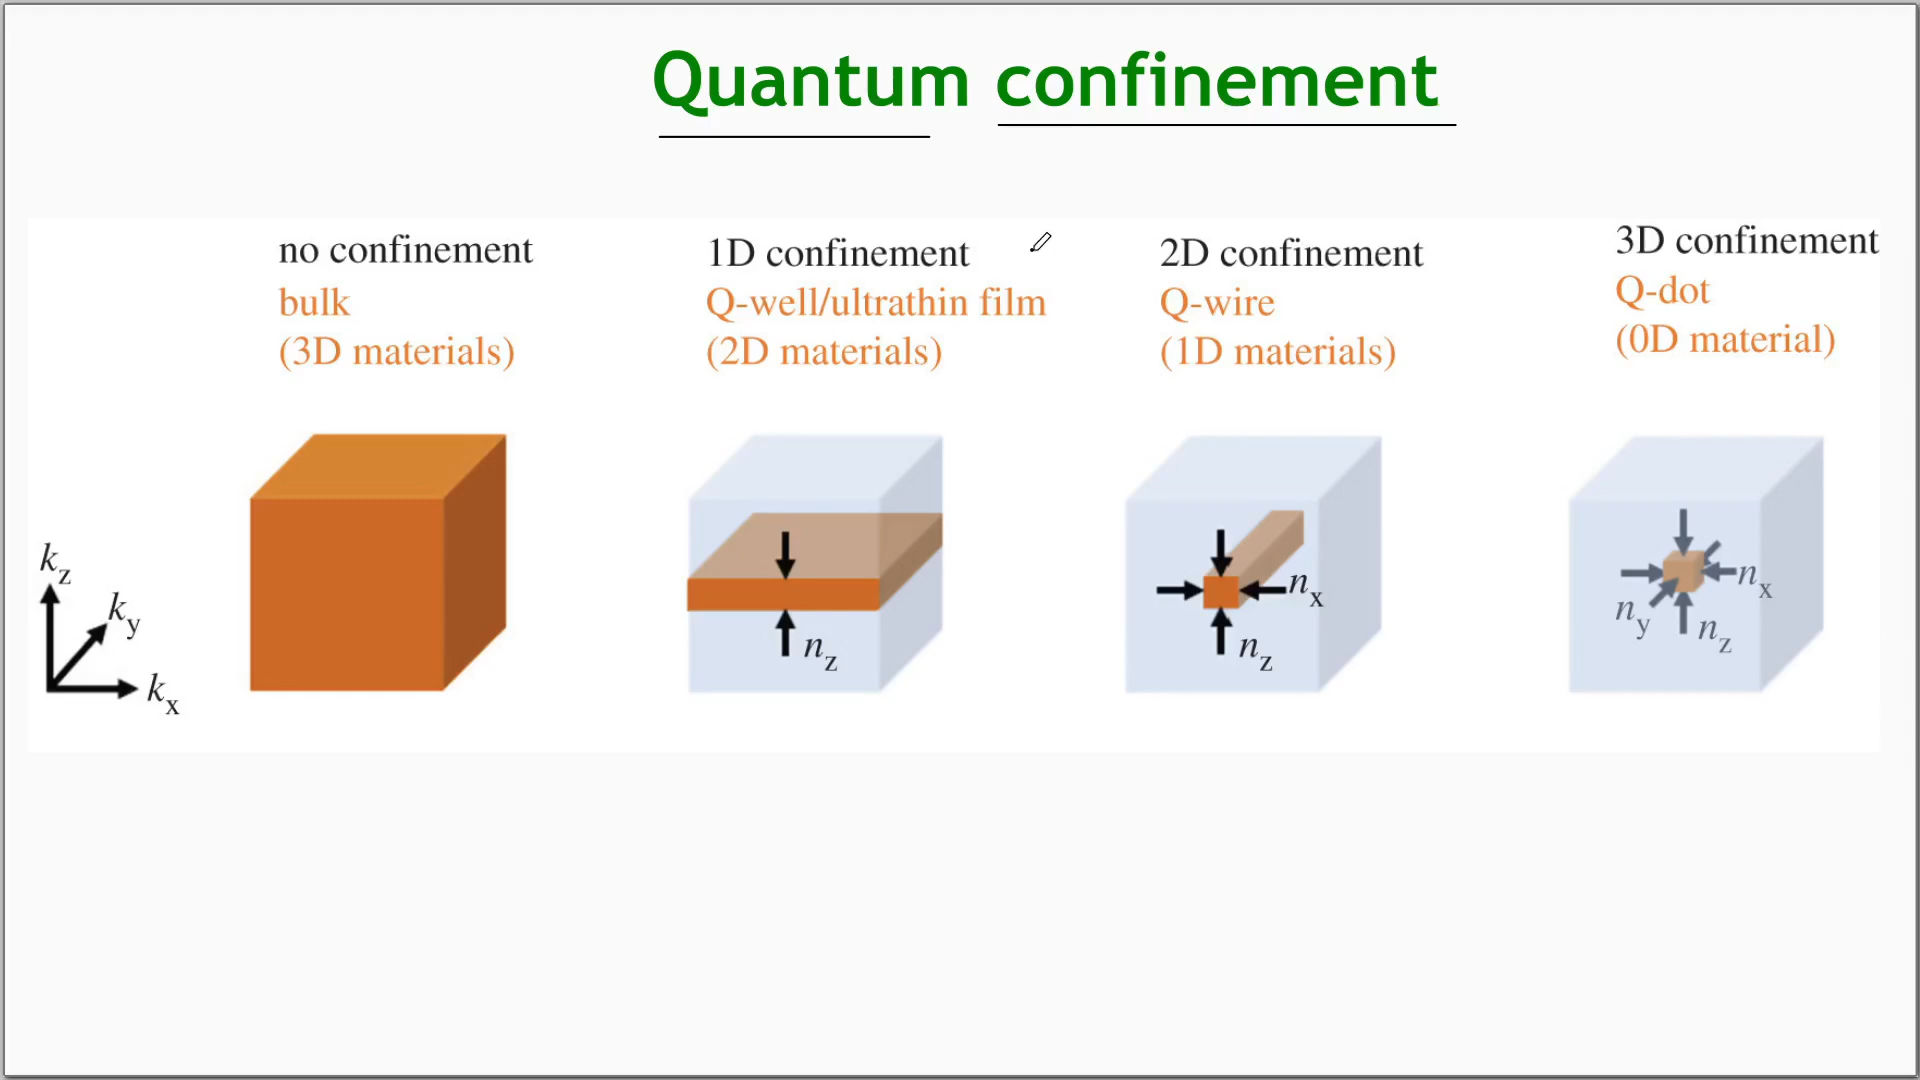 Quantum confinement
no confinement
bulk
(3D materials)
1D confinement
Q-well/ultrathin film
(2D materials)
2D confinement
Q-wire
(1D materials)
3D confinement
Q-dot
(0D material)
kz
ky
kx
nz
nx
nz
nx
ny
nz